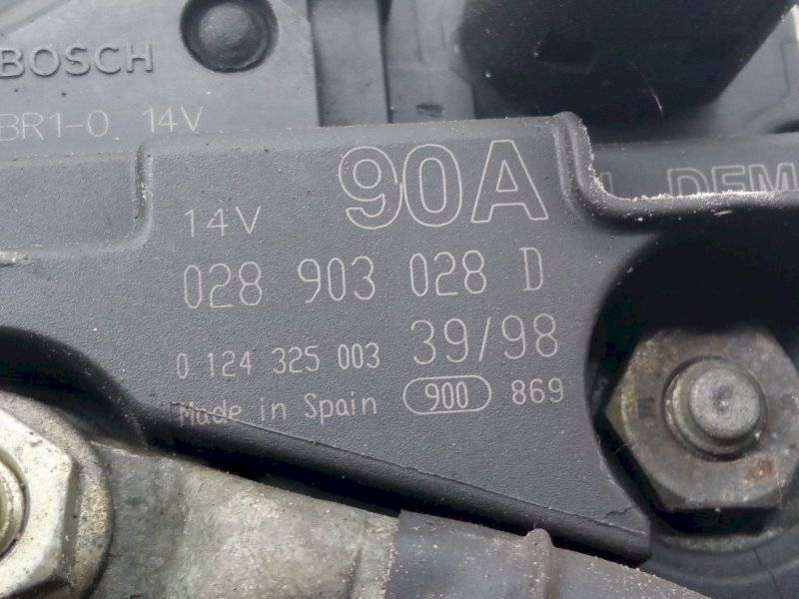 BOSCH
BR1-0 14V
14V 90A
DFM
028 903 028 D
0 124 325 003 39/98
Made in Spain 900 869